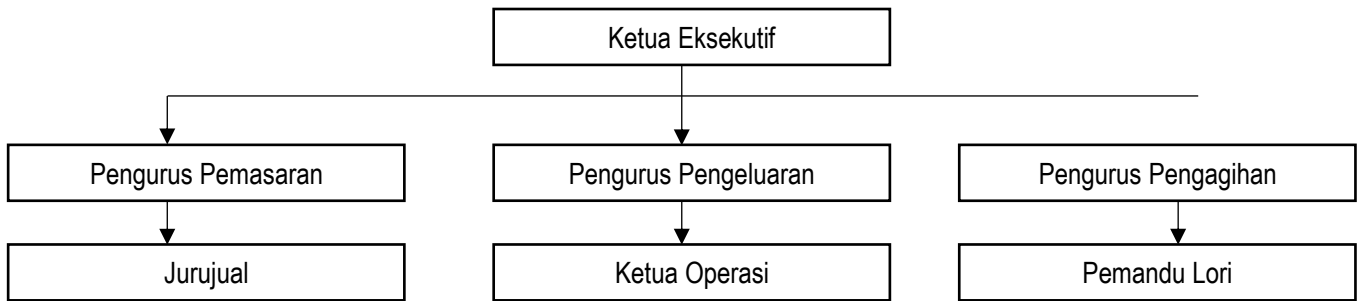 Ketua Eksekutif
Pengurus Pemasaran
Pengurus Pengeluaran
Pengurus Pengagihan
Jurujual
Ketua Operasi
Pemandu Lori